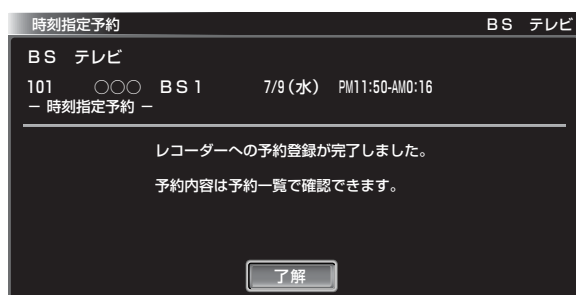 時刻指定予約 BS テレビ
BS テレビ
101 ○○○ BS1 7/9(水) PM11:50-AM0:16
− 時刻指定予約 −
レコーダーへの予約登録が完了しました。
予約内容は予約一覧で確認できます。
了解